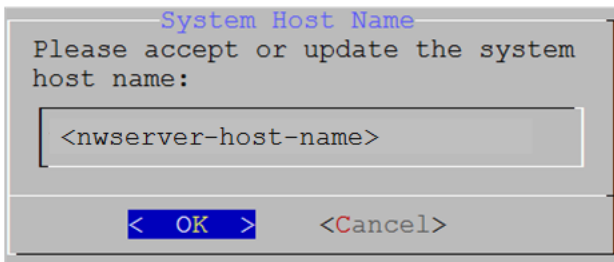 System Host Name
Please accept or update the system
host name:
<nwserver-host-name>
< OK > <Cancel>